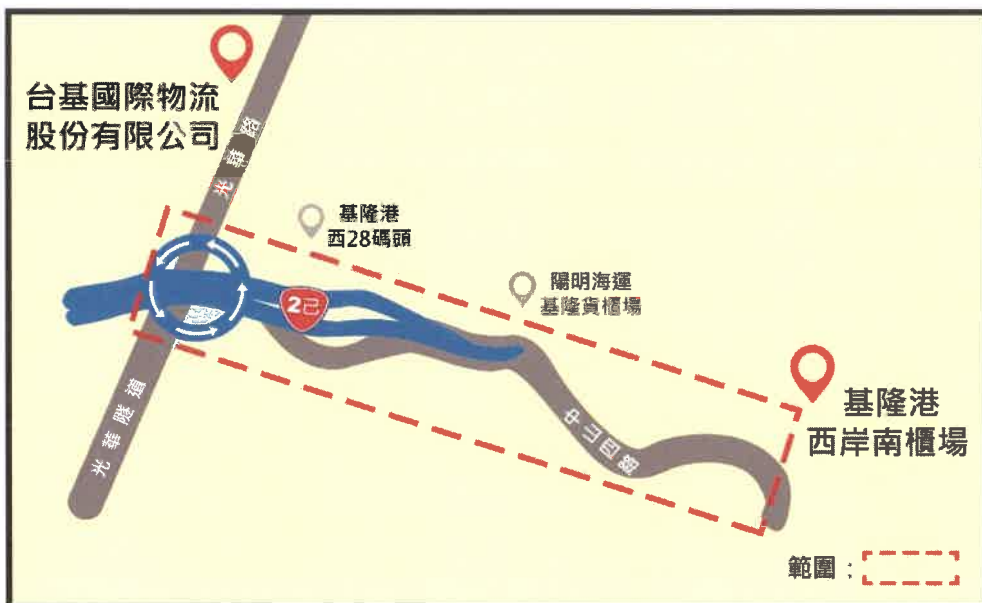 台基國際物流
股份有限公司
光華路
基隆港
西28碼頭
陽明海運
基隆貨櫃場
2己
基隆港
西岸南櫃場
中山四路
光華隧道
範圍：